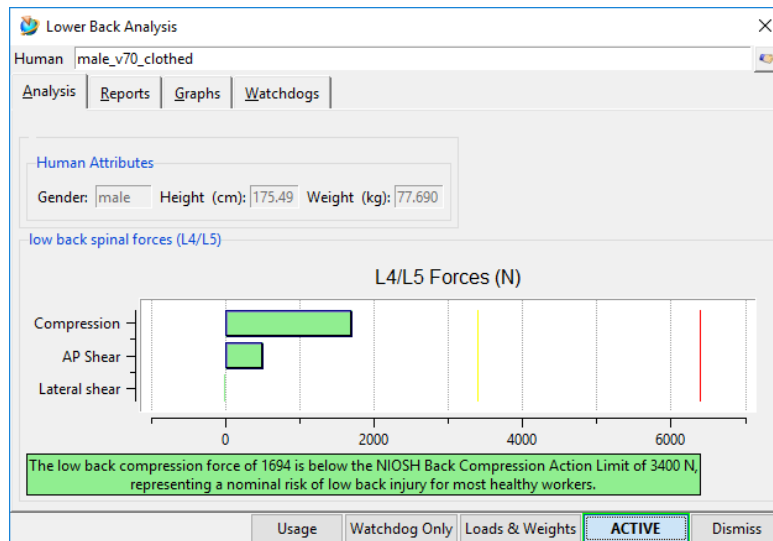 Lower Back Analysis
Human male_v70_clothed
Analysis Reports Graphs Watchdogs
Human Attributes
Gender: male Height (cm): 175.49 Weight (kg): 77.690
low back spinal forces (L4/L5)
L4/L5 Forces (N)
Compression
AP Shear
Lateral shear
0 2000 4000 6000
The low back compression force of 1694 is below the NIOSH Back Compression Action Limit of 3400 N,
representing a nominal risk of low back injury for most healthy workers.
Usage Watchdog Only Loads & Weights ACTIVE Dismiss